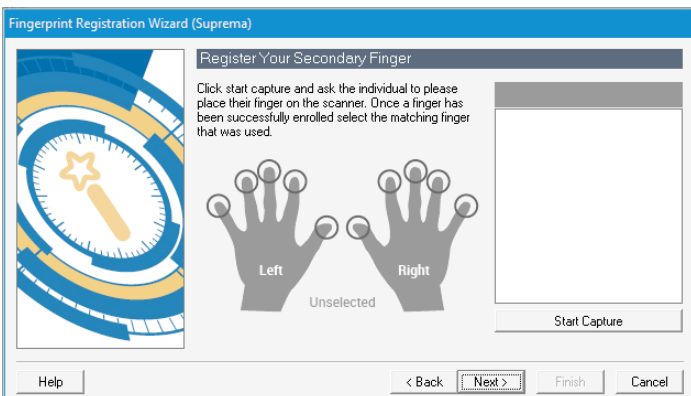 Fingerprint Registration Wizard (Suprema)
Register Your Secondary Finger
Click start capture and ask the individual to please
place their finger on the scanner. Once a finger has
been successfully enrolled select the matching finger
that was used.
Left
Right
Unselected
Start Capture
Help
< Back
Next >
Finish
Cancel